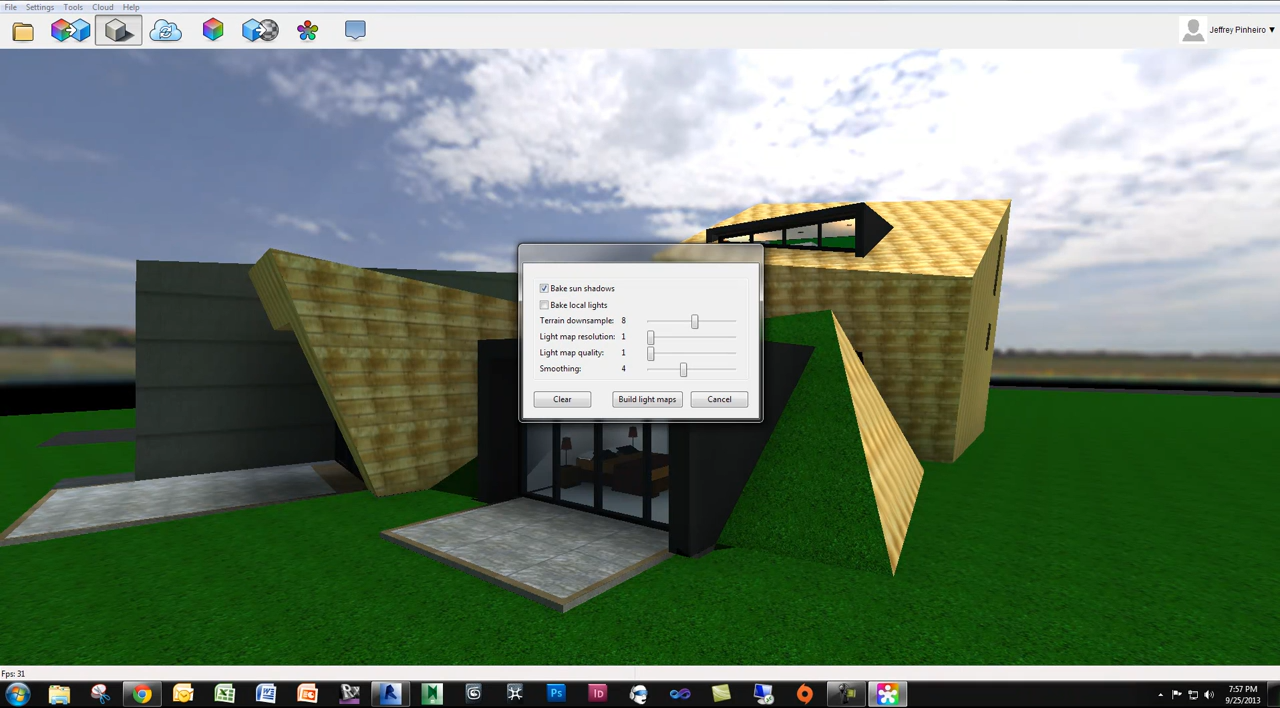 File Settings Tools Cloud Help
Jeffrey Pinheiro ▼
Bake sun shadows
Bake local lights
Terrain downsample: 8
Light map resolution: 1
Light map quality: 1
Smoothing: 4
Clear Build light maps Cancel
Fps: 31
Ps Id
7:57 PM
9/25/2013